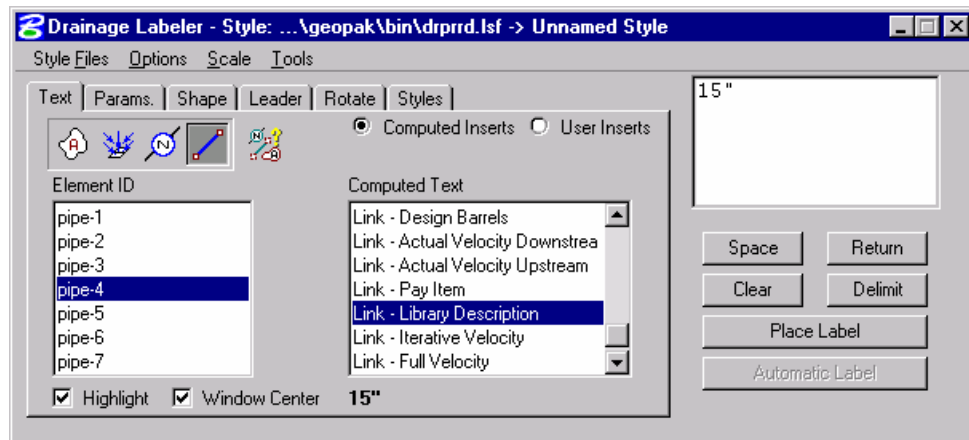 Drainage Labeler - Style: ...\geopak\bin\drprrd.lsf -> Unnamed Style
Style Files Options Scale Tools
Text Params. Shape Leader Rotate Styles
Computed Inserts User Inserts
Element ID
pipe-1
pipe-2
pipe-3
pipe-4
pipe-5
pipe-6
pipe-7
Computed Text
Link - Design Barrels
Link - Actual Velocity Downstrea
Link - Actual Velocity Upstream
Link - Pay Item
Link - Library Description
Link - Iterative Velocity
Link - Full Velocity
Highlight Window Center 15"
15"
Space Return
Clear Delimit
Place Label
Automatic Label